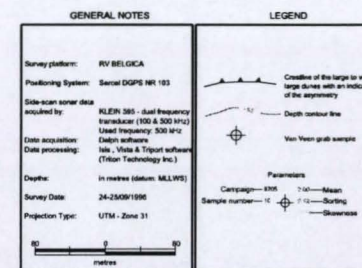 GENERAL NOTES
Survey platform: RV BELGICA
Positioning System: Sercel DGPS NR 103
Side-scan sonar data
acquired by: KLEIN 595 - dual frequency
transducer (100 & 500 kHz)
Used frequency: 500 kHz
Data acquisition: Delph software
Data processing: Isis, Vista & Triport software
(Triton Technology Inc.)
Depths: in metres (datum: MLLWS)
Survey Date: 24-25/09/1996
Projection Type: UTM - Zone 31
0
metres
LEGEND
Crestline of the large to
large dunes with an indic
of the asymmetry
Depth contour line
Van Veen grab sample
Parameters
Campaign Mean
Sample number Sorting
Skewness